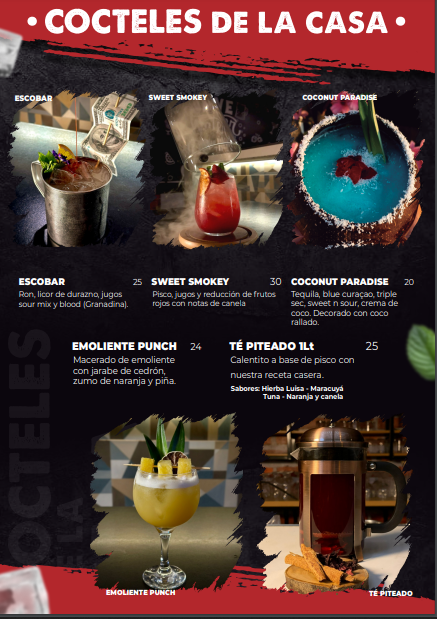 • COCTELES DE LA CASA •
ESCOBAR
SWEET SMOKEY
COCONUT PARADISE
ESCOBAR 25
Ron, licor de durazno, jugos
sour mix y blood (Granadina).
SWEET SMOKEY 30
Pisco, jugos y reducción de frutos
rojos con notas de canela
COCONUT PARADISE 20
Tequila, blue curaçao, triple
sec, sweet n sour, crema de
coco. Decorado con coco
rallado.
EMOLIENTE PUNCH 24
Macerado de emoliente
con jarabe de cedrón,
zumo de naranja y piña.
TÉ PITEADO 1Lt 25
Calentito a base de pisco con
nuestra receta casera.
Sabores: Hierba Luisa - Maracuyá
Tuna - Naranja y canela
OCTELES
E LA
EMOLIENTE PUNCH
TÉ PITEADO